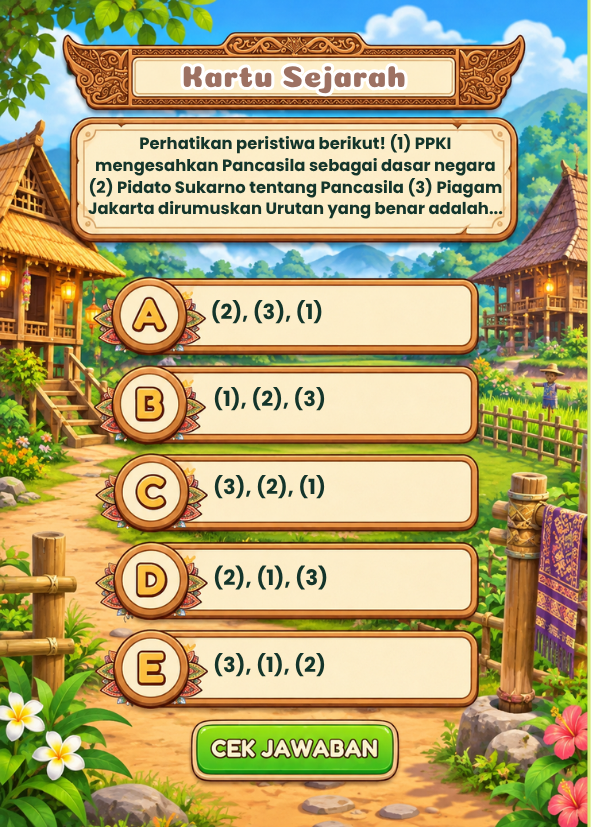 Kartu Sejarah
Perhatikan peristiwa berikut! (1) PPKI
mengesahkan Pancasila sebagai dasar negara
(2) Pidato Sukarno tentang Pancasila (3) Piagam
Jakarta dirumuskan Urutan yang benar adalah...
A (2), (3), (1)
B (1), (2), (3)
C (3), (2), (1)
D (2), (1), (3)
E (3), (1), (2)
CEK JAWABAN